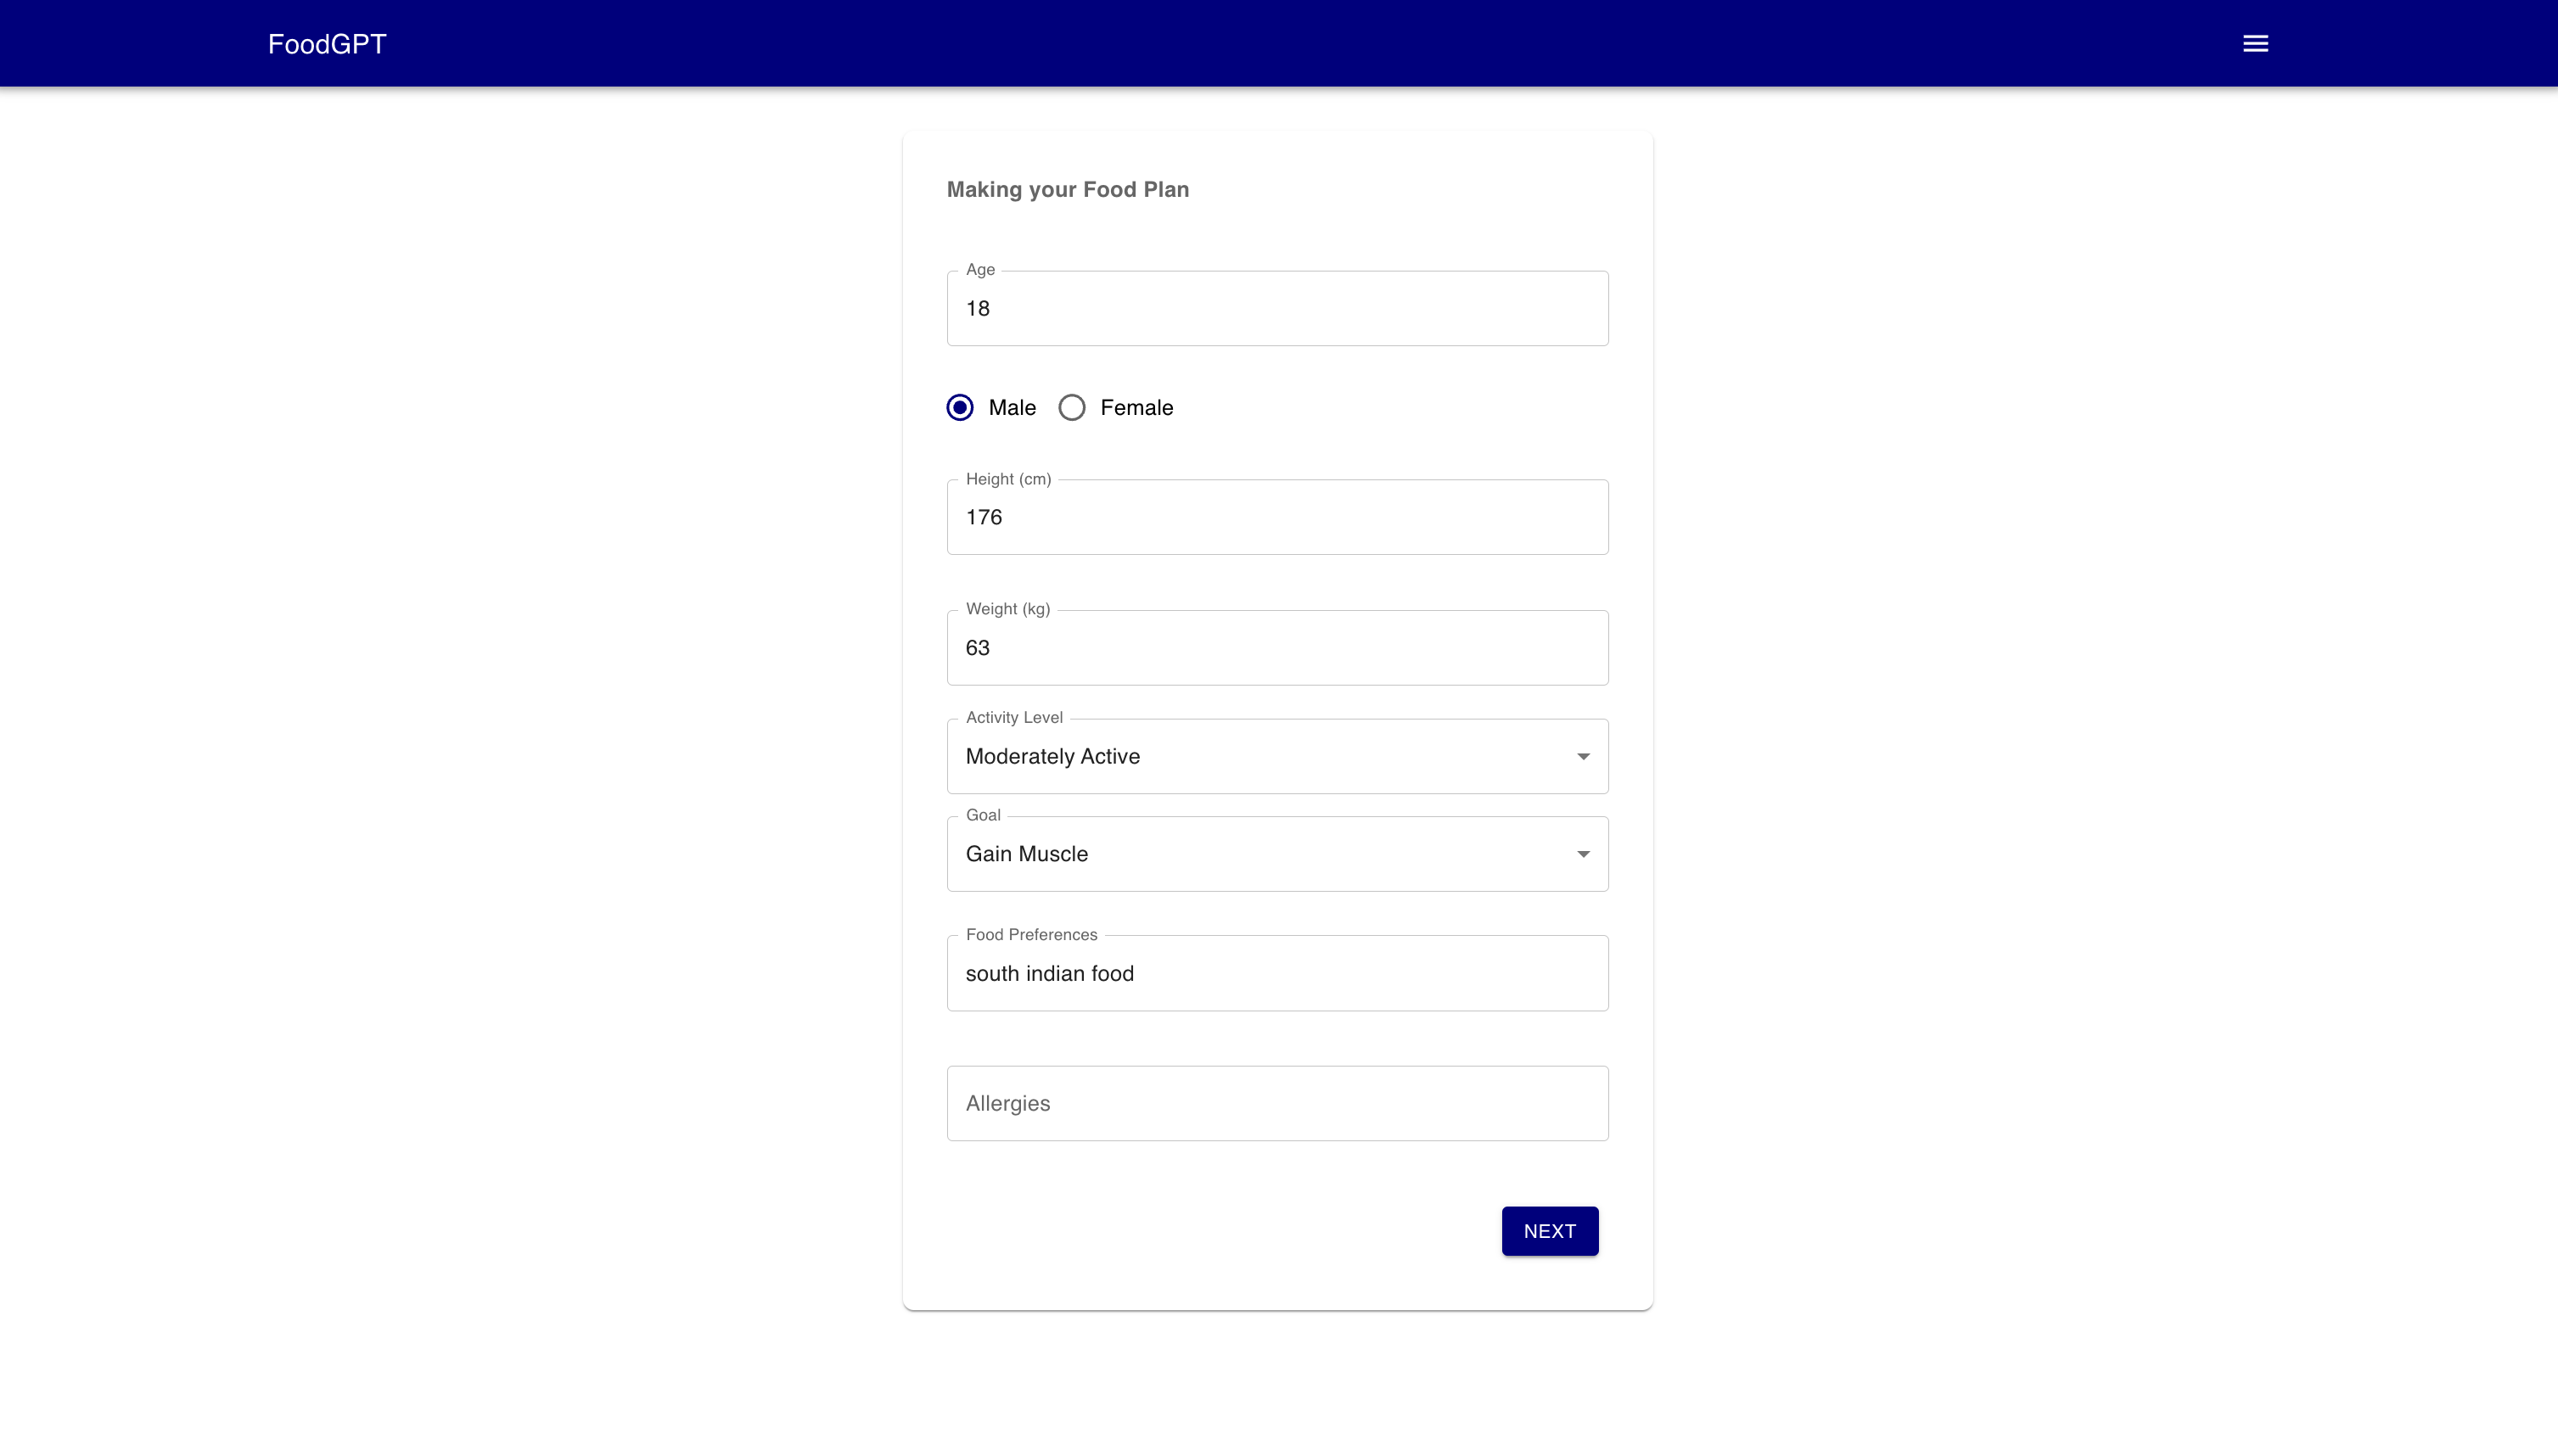 FoodGPT
Making your Food Plan
Age
18
Male Female
Height (cm)
176
Weight (kg)
63
Activity Level
Moderately Active
Goal
Gain Muscle
Food Preferences
south indian food
Allergies
NEXT